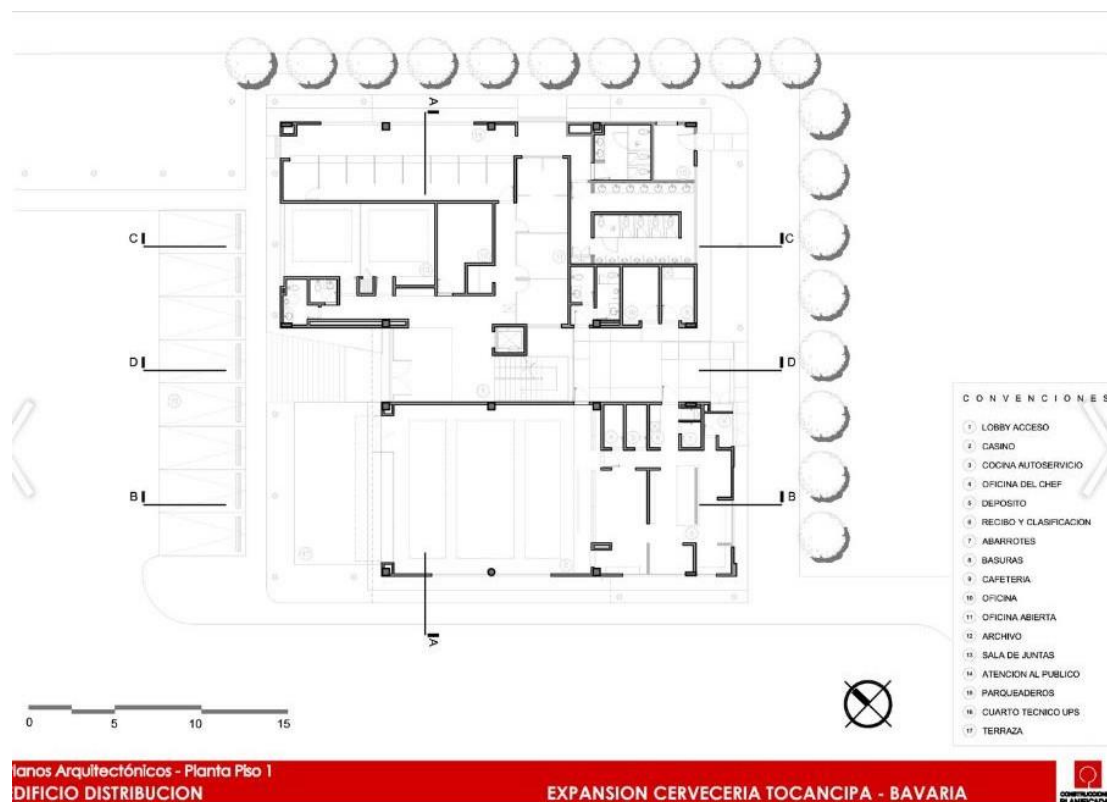 A
C
C
D
D
B
B
A
CONVENCIONES
1 LOBBY ACCESO
2 CASINO
3 COCINA AUTOSERVICIO
4 OFICINA DEL CHEF
5 DEPOSITO
6 RECIBO Y CLASIFICACION
7 ABARROTES
8 BASURAS
9 CAFETERIA
10 OFICINA
11 OFICINA ABIERTA
12 ARCHIVO
13 SALA DE JUNTAS
14 ATENCION AL PUBLICO
15 PARQUEADEROS
16 CUARTO TECNICO UPS
17 TERRAZA
0 5 10 15
lanos Arquitectónicos - Planta Piso 1
EDIFICIO DISTRIBUCION
EXPANSION CERVECERIA TOCANCIPA - BAVARIA
CONSTRUCCIONES
PLANIFICADAS